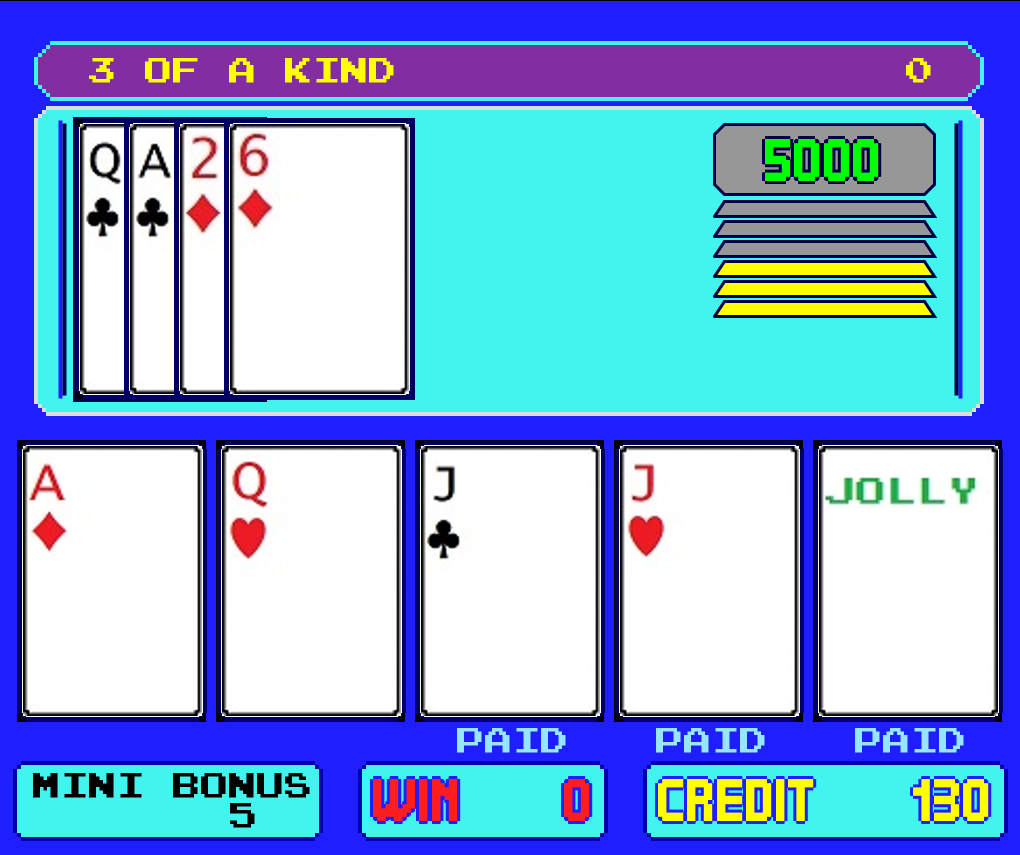 3 OF A KIND 0
Q A 2 6
5000
A Q J J JOLLY
PAID PAID PAID
MINI BONUS
5
WIN 0
CREDIT 130